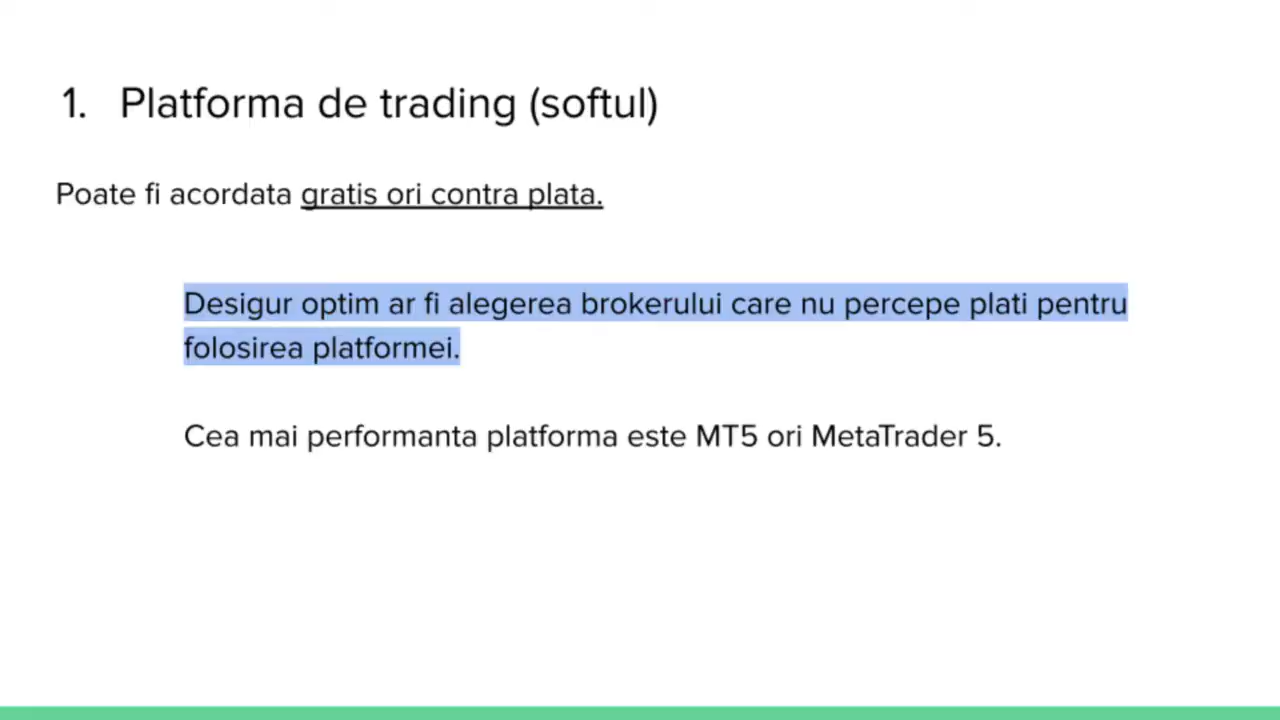 1. Platforma de trading (softul)
Poate fi acordata gratis ori contra plata.
Desigur optim ar fi alegerea brokerului care nu percepe plati pentru
folosirea platformei.
Cea mai performanta platforma este MT5 ori MetaTrader 5.